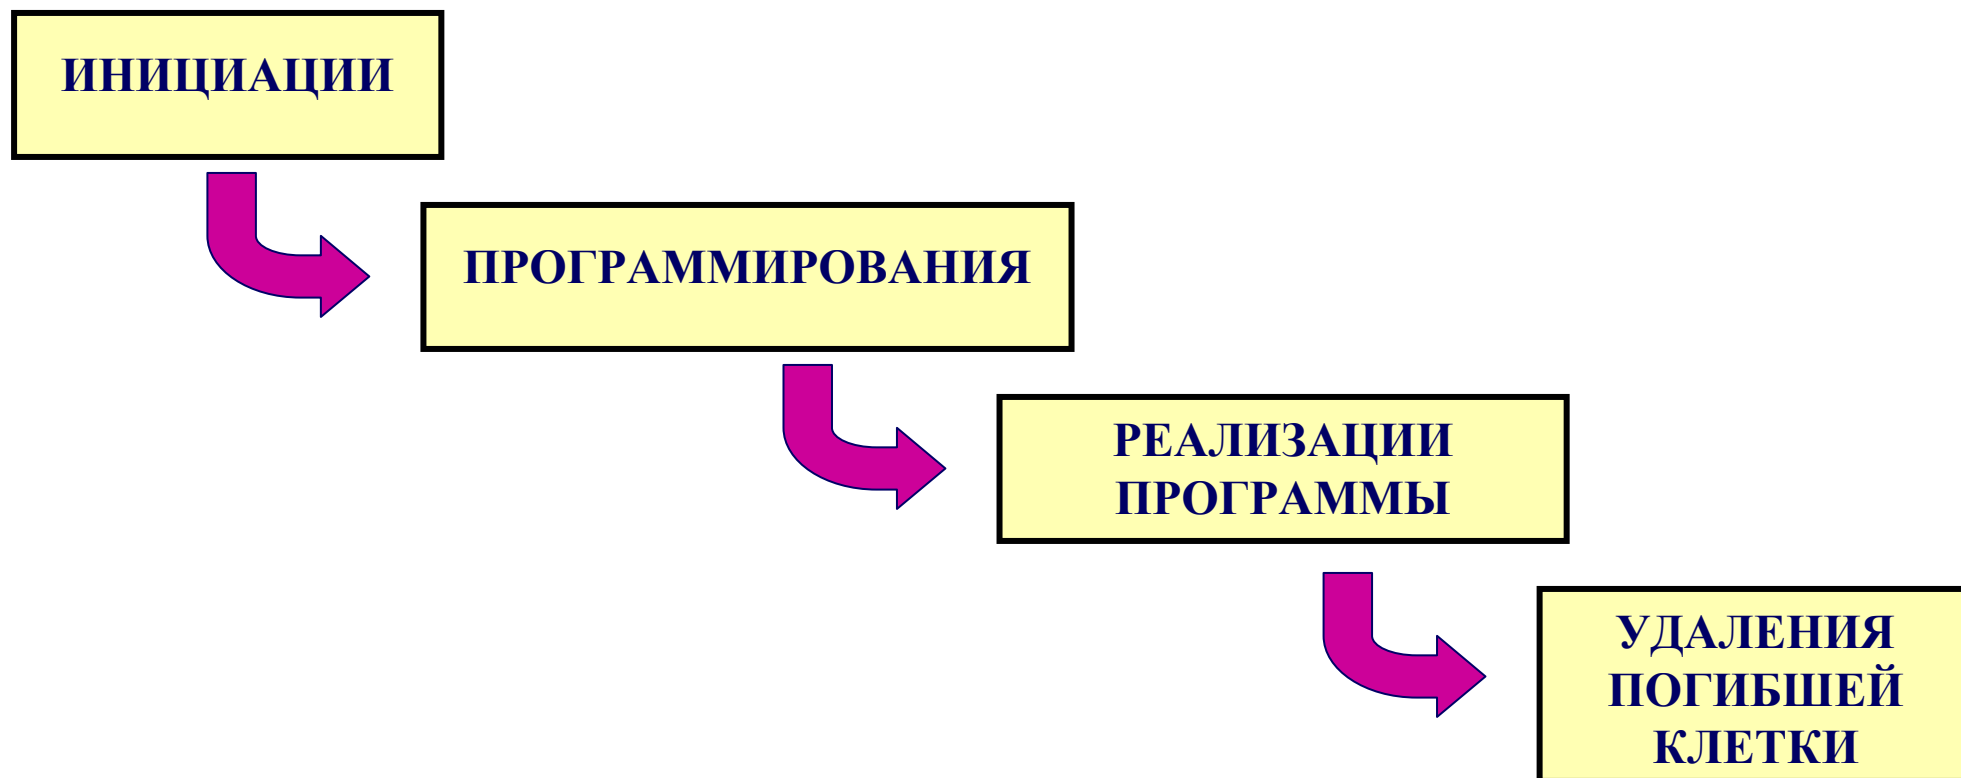 ИНИЦИАЦИИ
ПРОГРАММИРОВАНИЯ
РЕАЛИЗАЦИИ
ПРОГРАММЫ
УДАЛЕНИЯ
ПОГИБШЕЙ
КЛЕТКИ